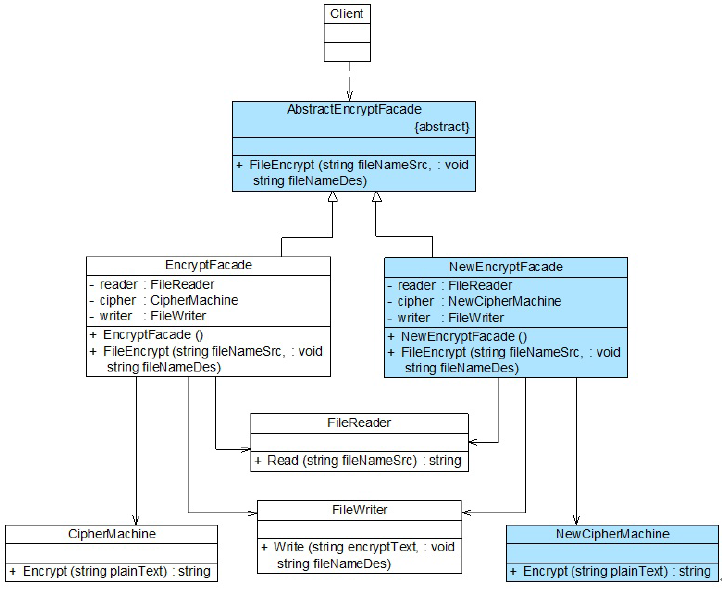 Client
AbstractEncryptFacade
{abstract}
+ FileEncrypt (string fileNameSrc, : void
string fileNameDes)
EncryptFacade
- reader : FileReader
- cipher : CipherMachine
- writer : FileWriter
+ EncryptFacade ()
+ FileEncrypt (string fileNameSrc, : void
string fileNameDes)
NewEncryptFacade
- reader : FileReader
- cipher : NewCipherMachine
- writer : FileWriter
+ NewEncryptFacade ()
+ FileEncrypt (string fileNameSrc, : void
string fileNameDes)
FileReader
+ Read (string fileNameSrc) : string
FileWriter
+ Write (string encryptText, : void
string fileNameDes)
CipherMachine
+ Encrypt (string plainText) : string
NewCipherMachine
+ Encrypt (string plainText) : string